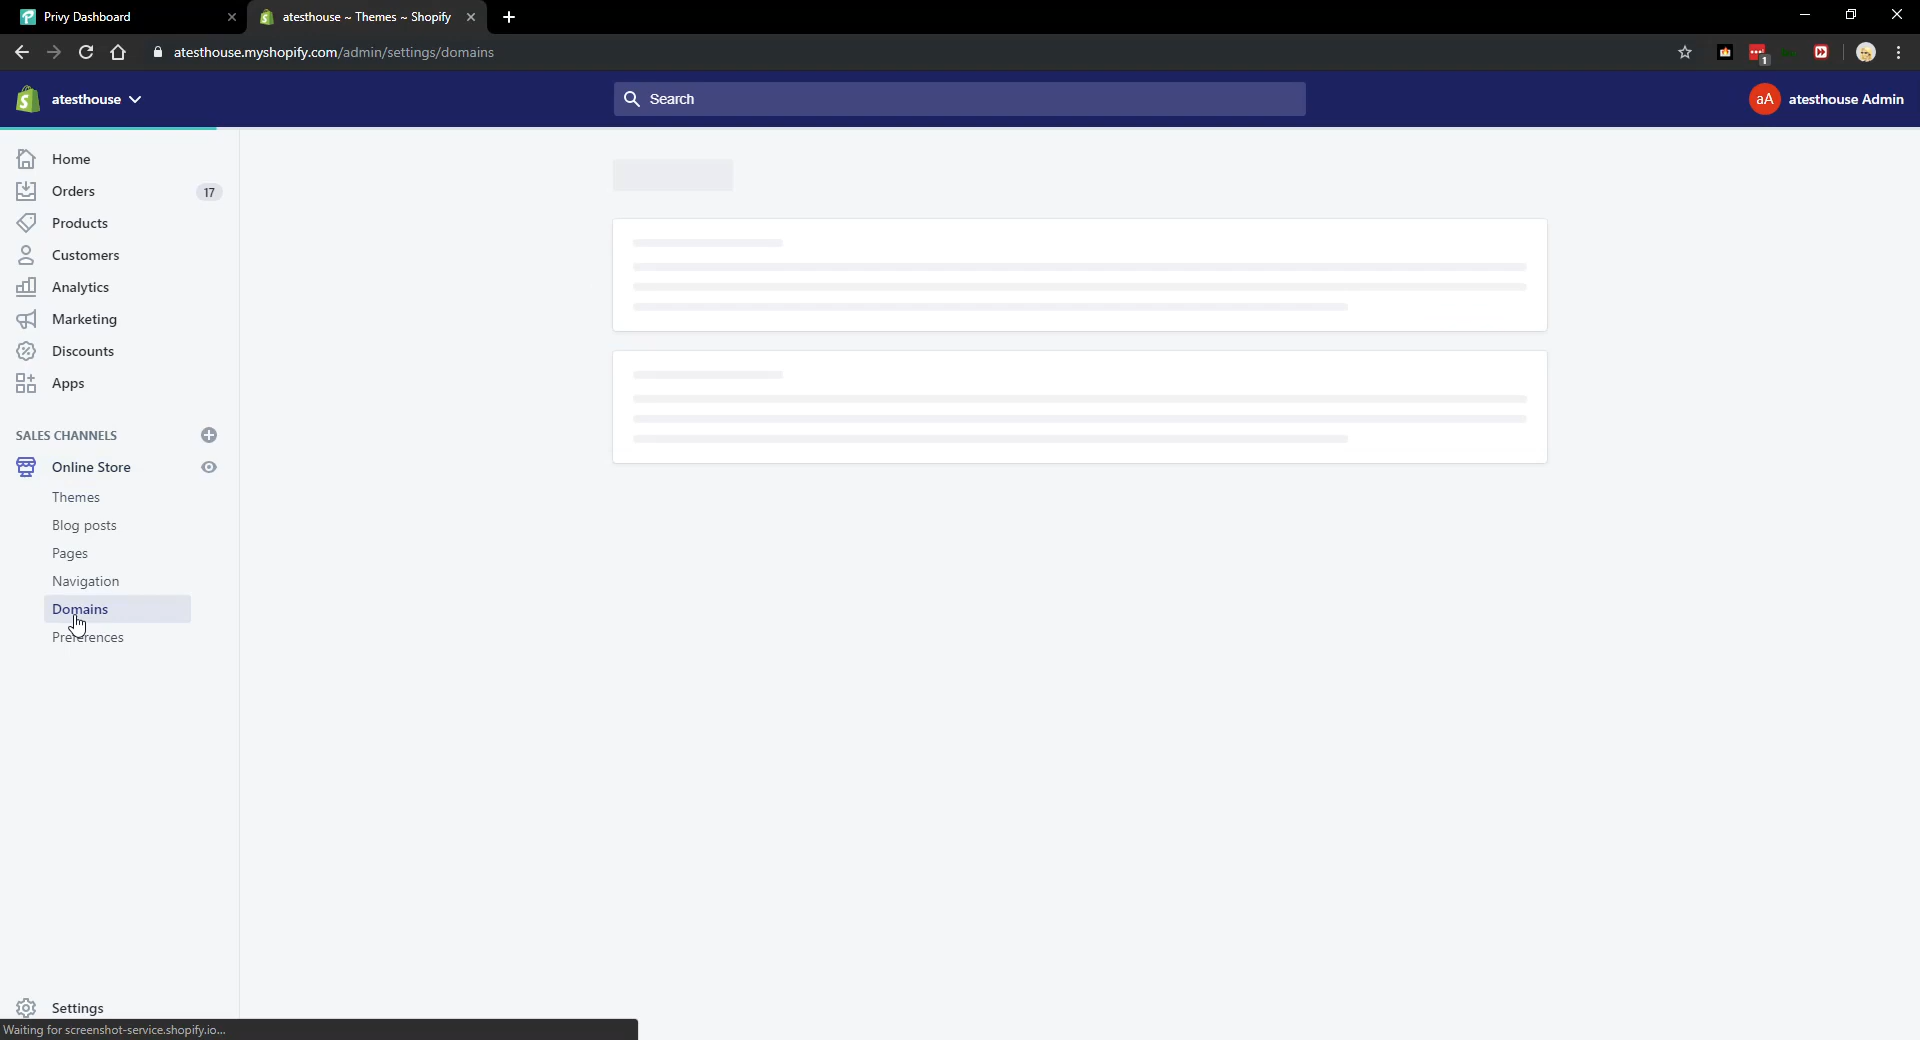 Privy Dashboard
atesthouse ~ Themes ~ Shopify
atesthouse.myshopify.com/admin/settings/domains
1
atesthouse
Search
aA
atesthouse Admin
Home
Orders
17
Products
Customers
Analytics
Marketing
Discounts
Apps
SALES CHANNELS
Online Store
Themes
Blog posts
Pages
Navigation
Domains
Preferences
Settings
Waiting for screenshot-service.shopify.io...